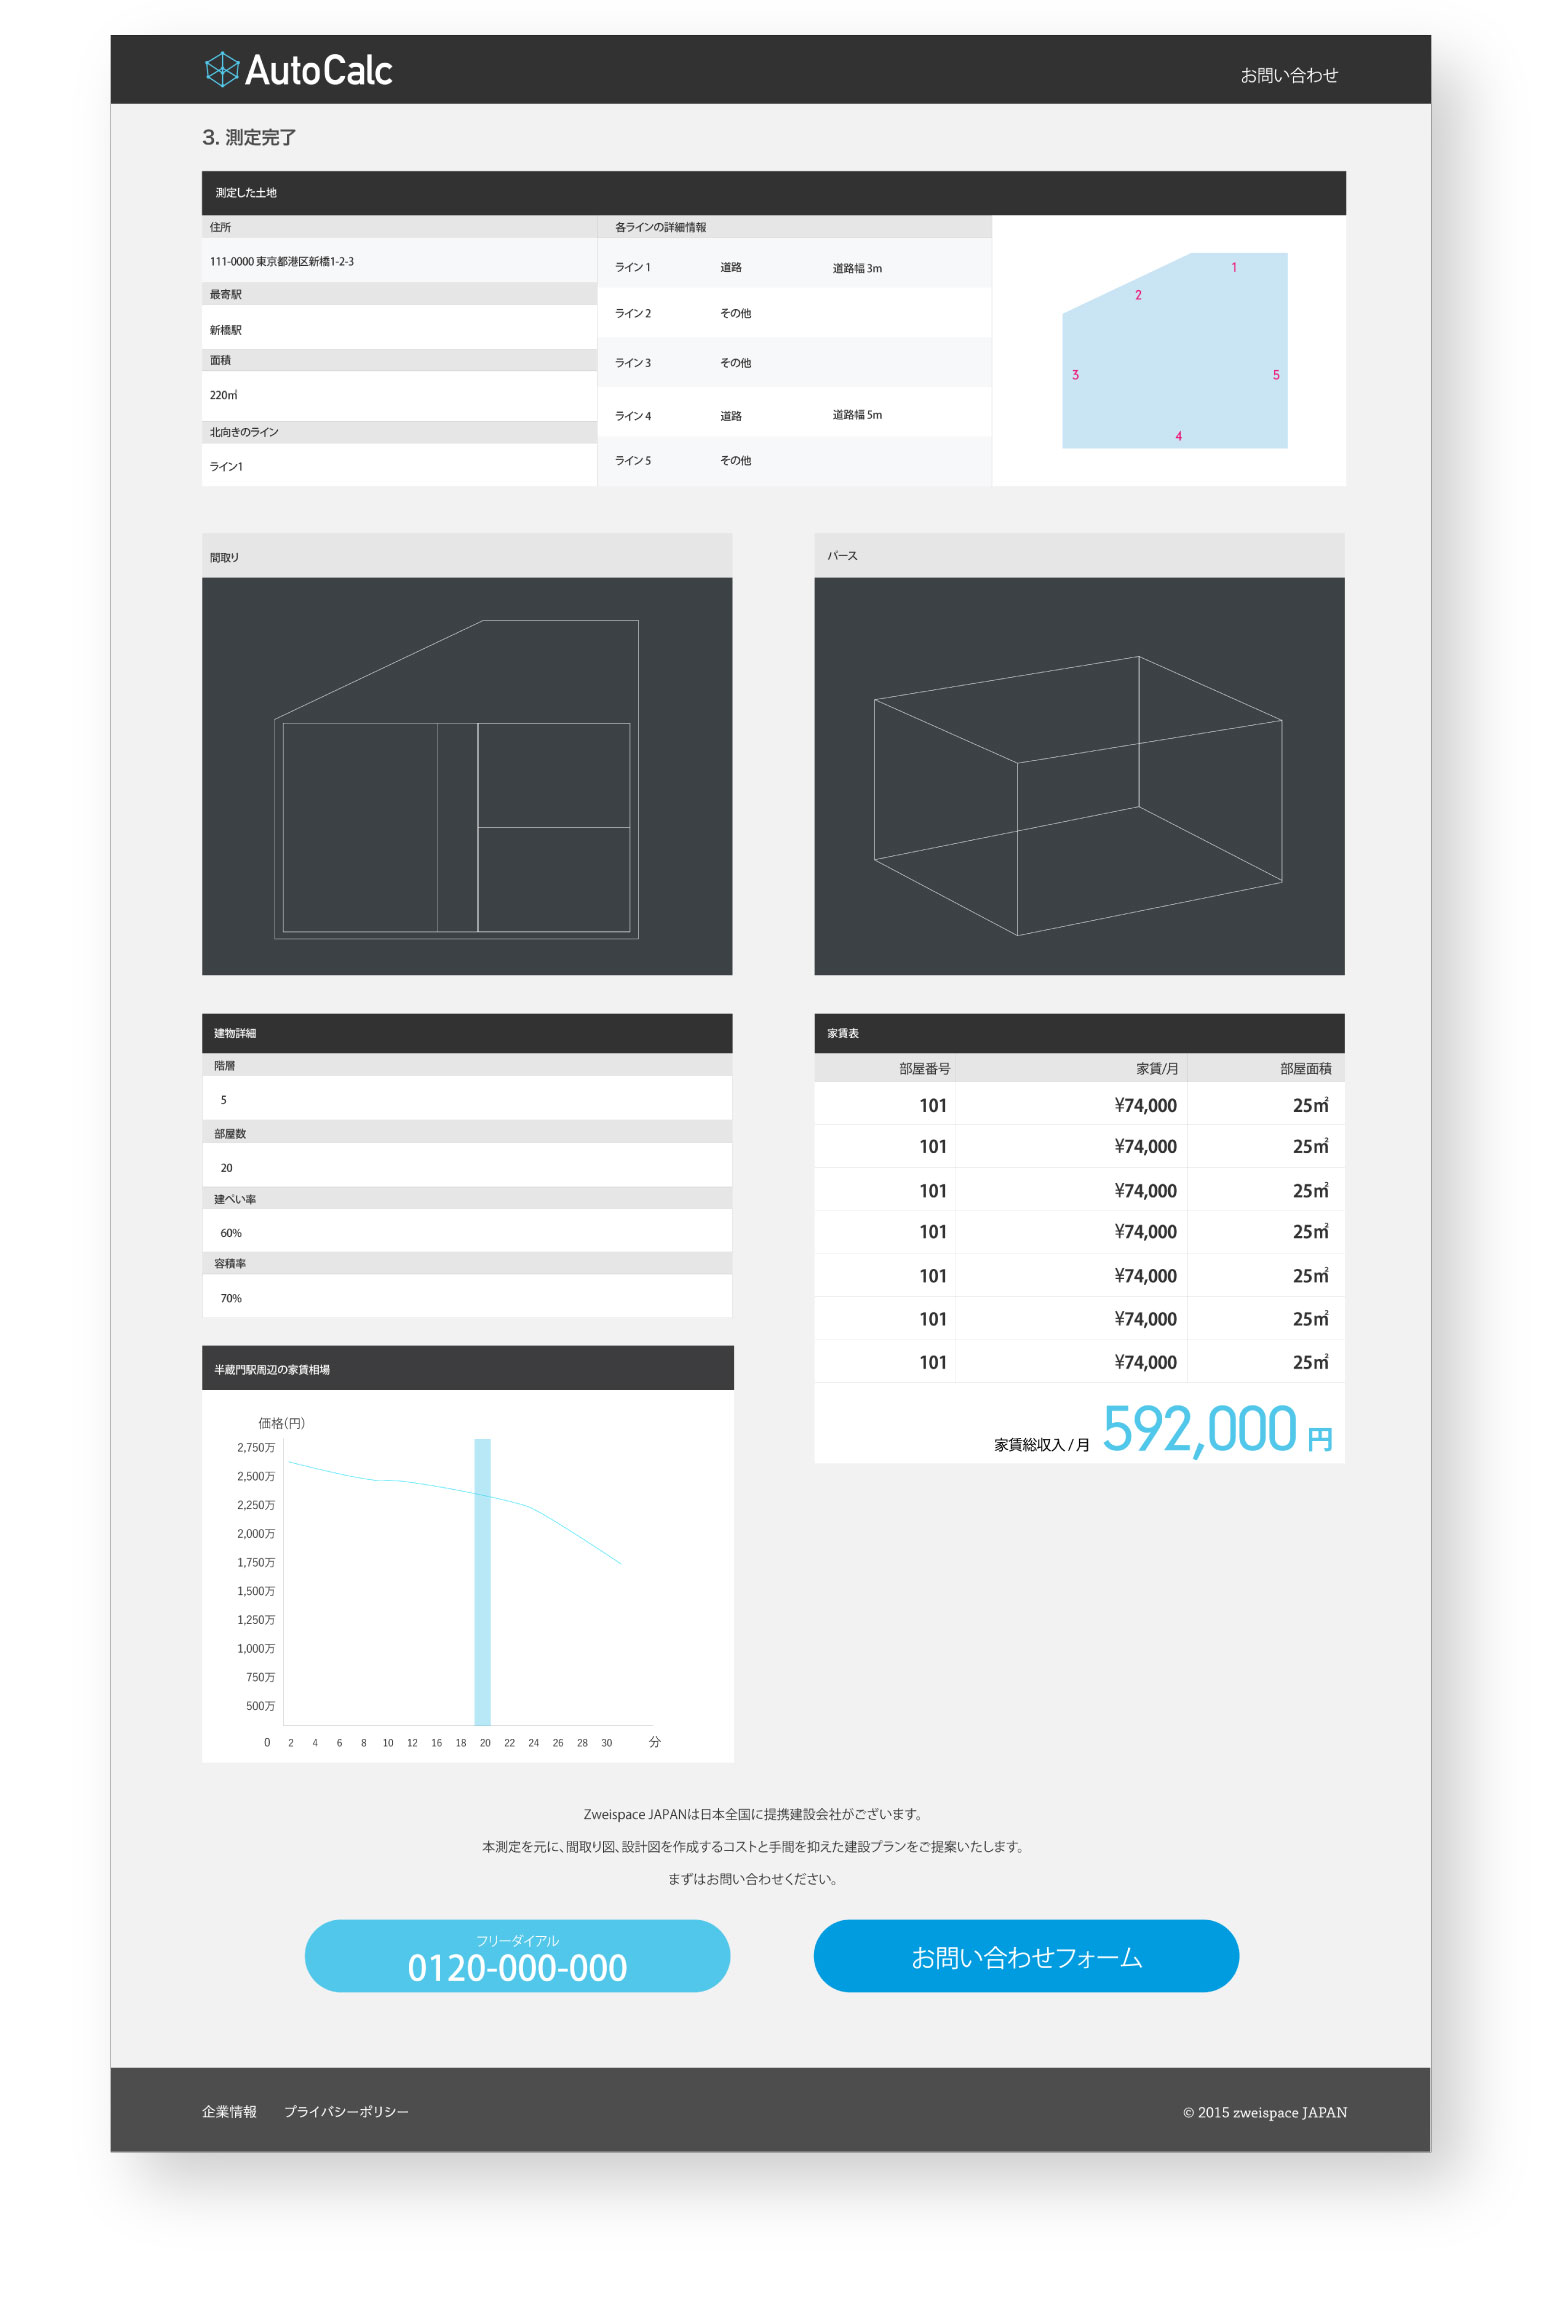 AutoCalc
お問い合わせ
3. 測定完了
測定した土地
住所
111-0000 東京都港区新橋1-2-3
最寄駅
新橋駅
面積
220㎡
北向きのライン
ライン1
各ラインの詳細情報
ライン 1 道路 道路幅 3m
ライン 2 その他
ライン 3 その他
ライン 4 道路 道路幅 5m
ライン 5 その他
1
2
3
5
4
間取り
パース
建物詳細
階層
5
部屋数
20
建ぺい率
60%
容積率
70%
家賃表
部屋番号 家賃/月 部屋面積
101 ¥74,000 25㎡
101 ¥74,000 25㎡
101 ¥74,000 25㎡
101 ¥74,000 25㎡
101 ¥74,000 25㎡
101 ¥74,000 25㎡
101 ¥74,000 25㎡
家賃総収入 / 月 592,000 円
半蔵門駅周辺の家賃相場
価格(円)
2,750万
2,500万
2,250万
2,000万
1,750万
1,500万
1,250万
1,000万
750万
500万
0 2 4 6 8 10 12 16 18 20 22 24 26 28 30 分
Zweispace JAPANは日本全国に提携建設会社がございます。
本測定を元に、間取り図、設計図を作成するコストと手間を抑えた建設プランをご提案いたします。
まずはお問い合わせください。
フリーダイアル
0120-000-000
お問い合わせフォーム
企業情報 プライバシーポリシー
© 2015 zweispace JAPAN